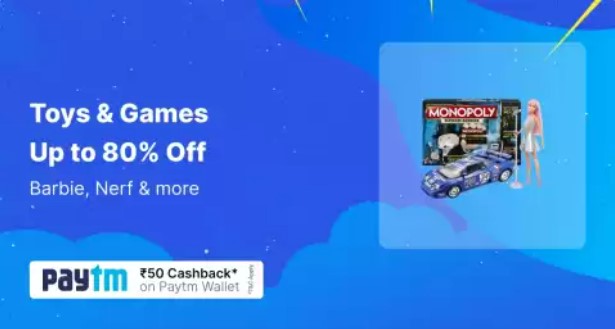 Toys & Games
Up to 80% Off
Barbie, Nerf & more
MONOPOLY
paytm
₹50 Cashback*
on Paytm Wallet